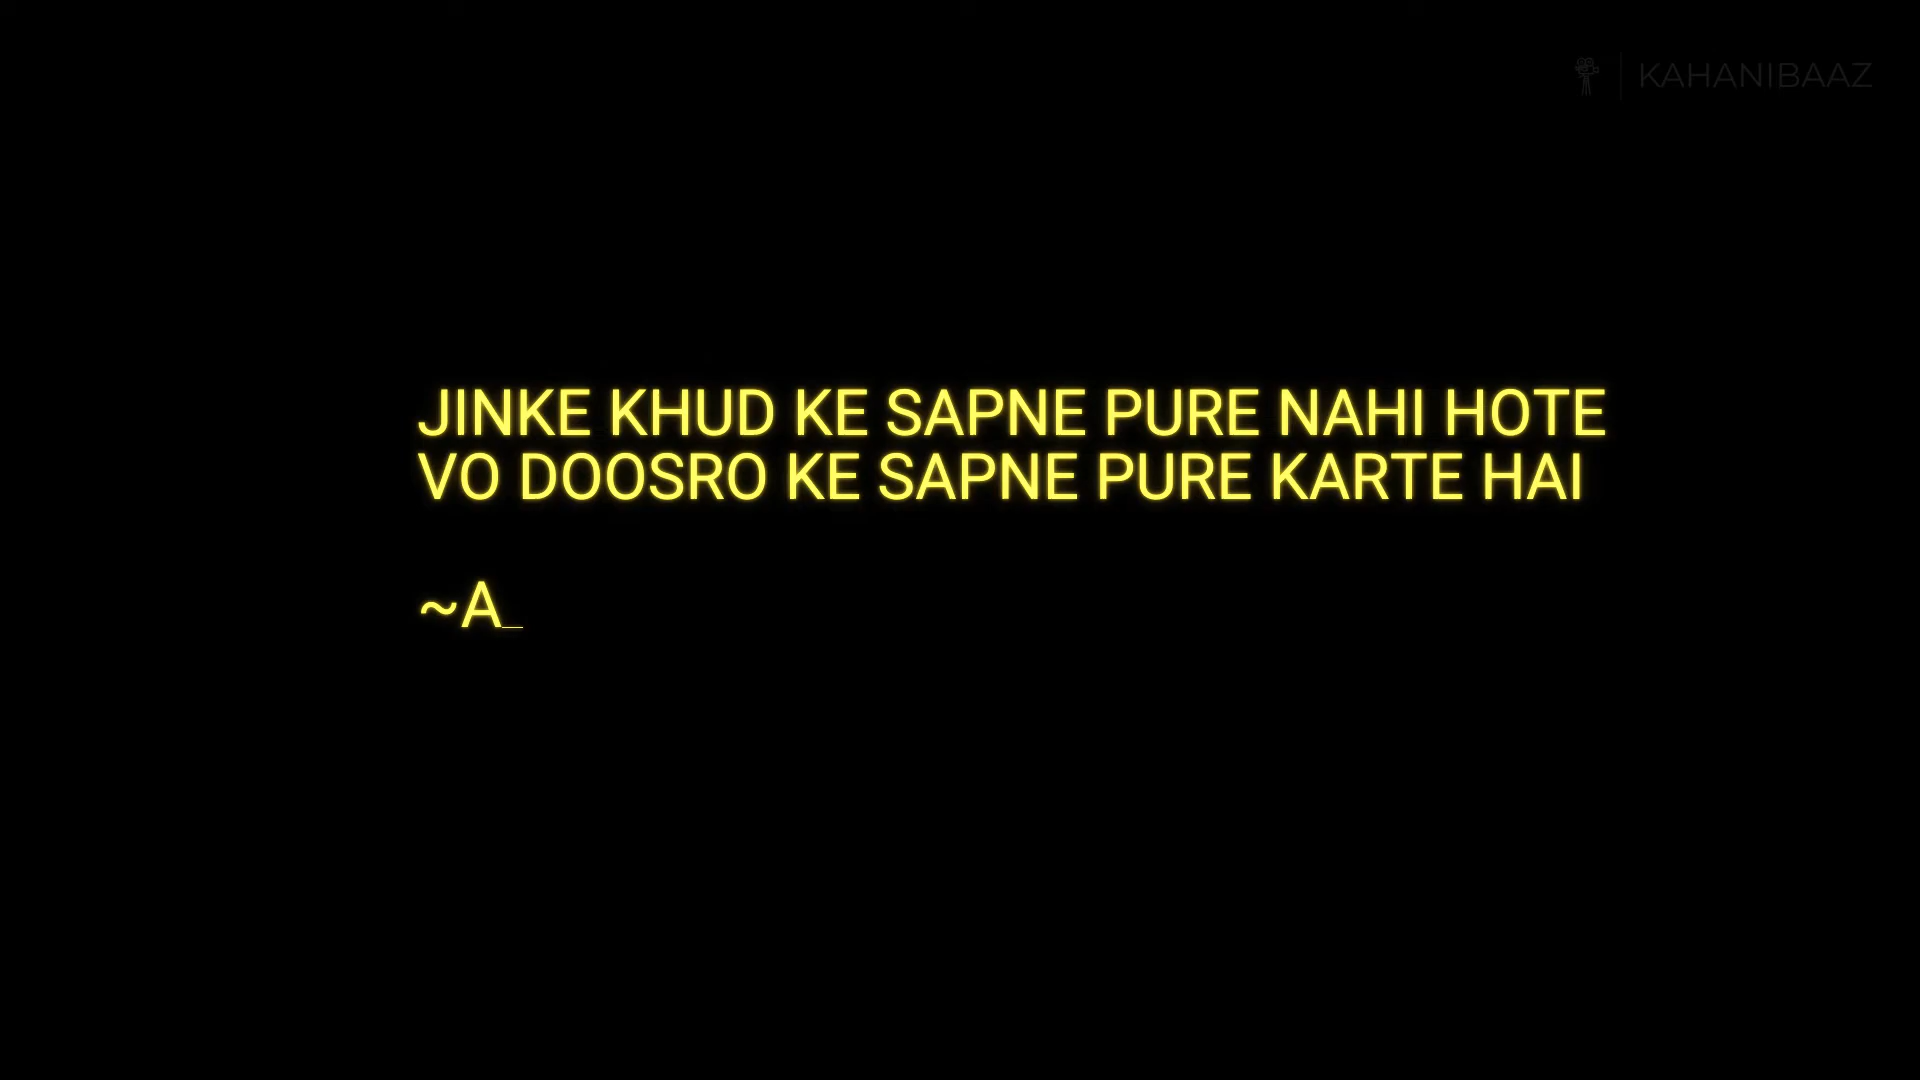 KAHANIBAAZ
JINKE KHUD KE SAPNE PURE NAHI HOTE
VO DOOSRO KE SAPNE PURE KARTE HAI
~A_